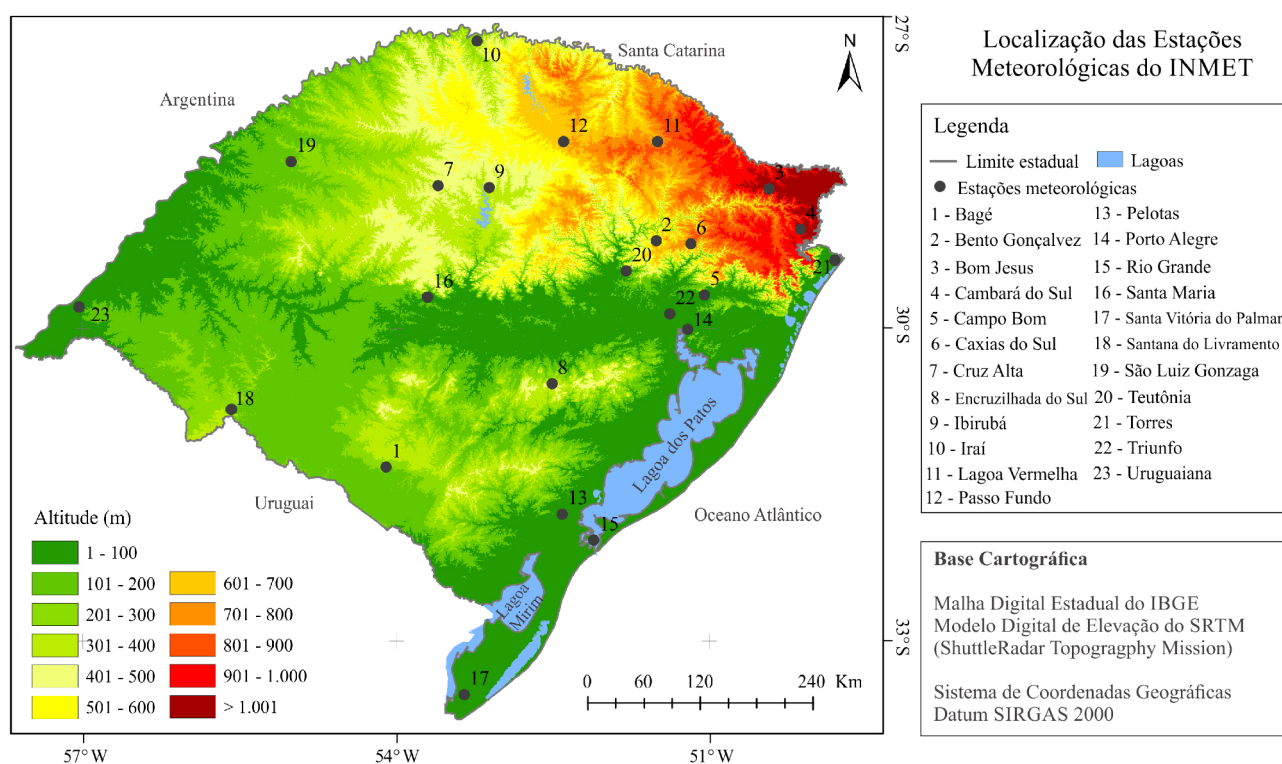 Localização das Estações
Meteorológicas do INMET
Legenda
Limite estadual
Lagoas
Estações meteorológicas
1 - Bagé
2 - Bento Gonçalvez
3 - Bom Jesus
4 - Cambará do Sul
5 - Campo Bom
6 - Caxias do Sul
7 - Cruz Alta
8 - Encruzilhada do Sul
9 - Ibirubá
10 - Iraí
11 - Lagoa Vermelha
12 - Passo Fundo
13 - Pelotas
14 - Porto Alegre
15 - Rio Grande
16 - Santa Maria
17 - Santa Vitória do Palmar
18 - Santana do Livramento
19 - São Luiz Gonzaga
20 - Teutônia
21 - Torres
22 - Triunfo
23 - Uruguaiana
Base Cartográfica
Malha Digital Estadual do IBGE
Modelo Digital de Elevação do SRTM
(ShuttleRadar Topogragphy Mission)
Sistema de Coordenadas Geográficas
Datum SIRGAS 2000
Santa Catarina
Argentina
Uruguai
Oceano Atlântico
Lagoa dos Patos
Lagoa
Mirim
N
10
12
11
19
7
9
3
4
2
6
20
21
5
16
22
14
23
8
18
1
13
15
17
Altitude (m)
1 - 100
101 - 200
201 - 300
301 - 400
401 - 500
501 - 600
601 - 700
701 - 800
801 - 900
901 - 1.000
> 1.001
0 60 120 240 Km
27°S
30°S
33°S
57°W
54°W
51°W